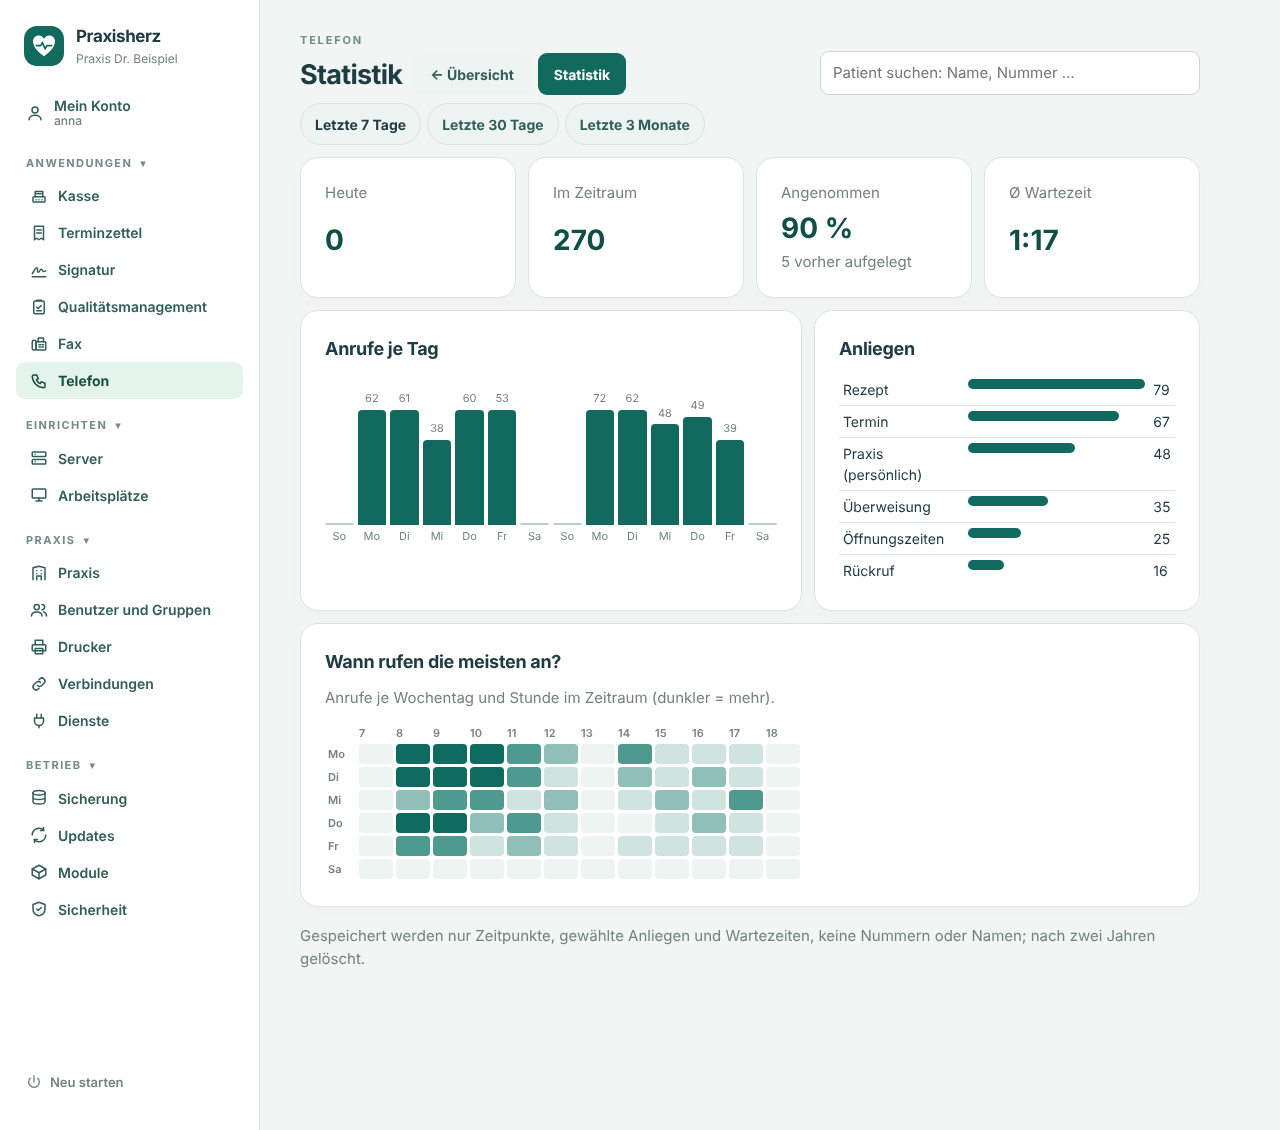 Praxisherz
Praxis Dr. Beispiel
Mein Konto
anna
ANWENDUNGEN ▾
Kasse
Terminzettel
Signatur
Qualitätsmanagement
Fax
Telefon
EINRICHTEN ▾
Server
Arbeitsplätze
PRAXIS ▾
Praxis
Benutzer und Gruppen
Drucker
Verbindungen
Dienste
BETRIEB ▾
Sicherung
Updates
Module
Sicherheit
Neu starten
TELEFON
Statistik ← Übersicht Statistik
Patient suchen: Name, Nummer ...
Letzte 7 Tage Letzte 30 Tage Letzte 3 Monate
Heute
0
Im Zeitraum
270
Angenommen
90 %
5 vorher aufgelegt
Ø Wartezeit
1:17
Anrufe je Tag
62 61 38 60 53 72 62 48 49 39
So Mo Di Mi Do Fr Sa So Mo Di Mi Do Fr Sa
Anliegen
Rezept 79
Termin 67
Praxis 48
(persönlich)
Überweisung 35
Öffnungszeiten 25
Rückruf 16
Wann rufen die meisten an?
Anrufe je Wochentag und Stunde im Zeitraum (dunkler = mehr).
7 8 9 10 11 12 13 14 15 16 17 18
Mo
Di
Mi
Do
Fr
Sa
Gespeichert werden nur Zeitpunkte, gewählte Anliegen und Wartezeiten, keine Nummern oder Namen; nach zwei Jahren
gelöscht.